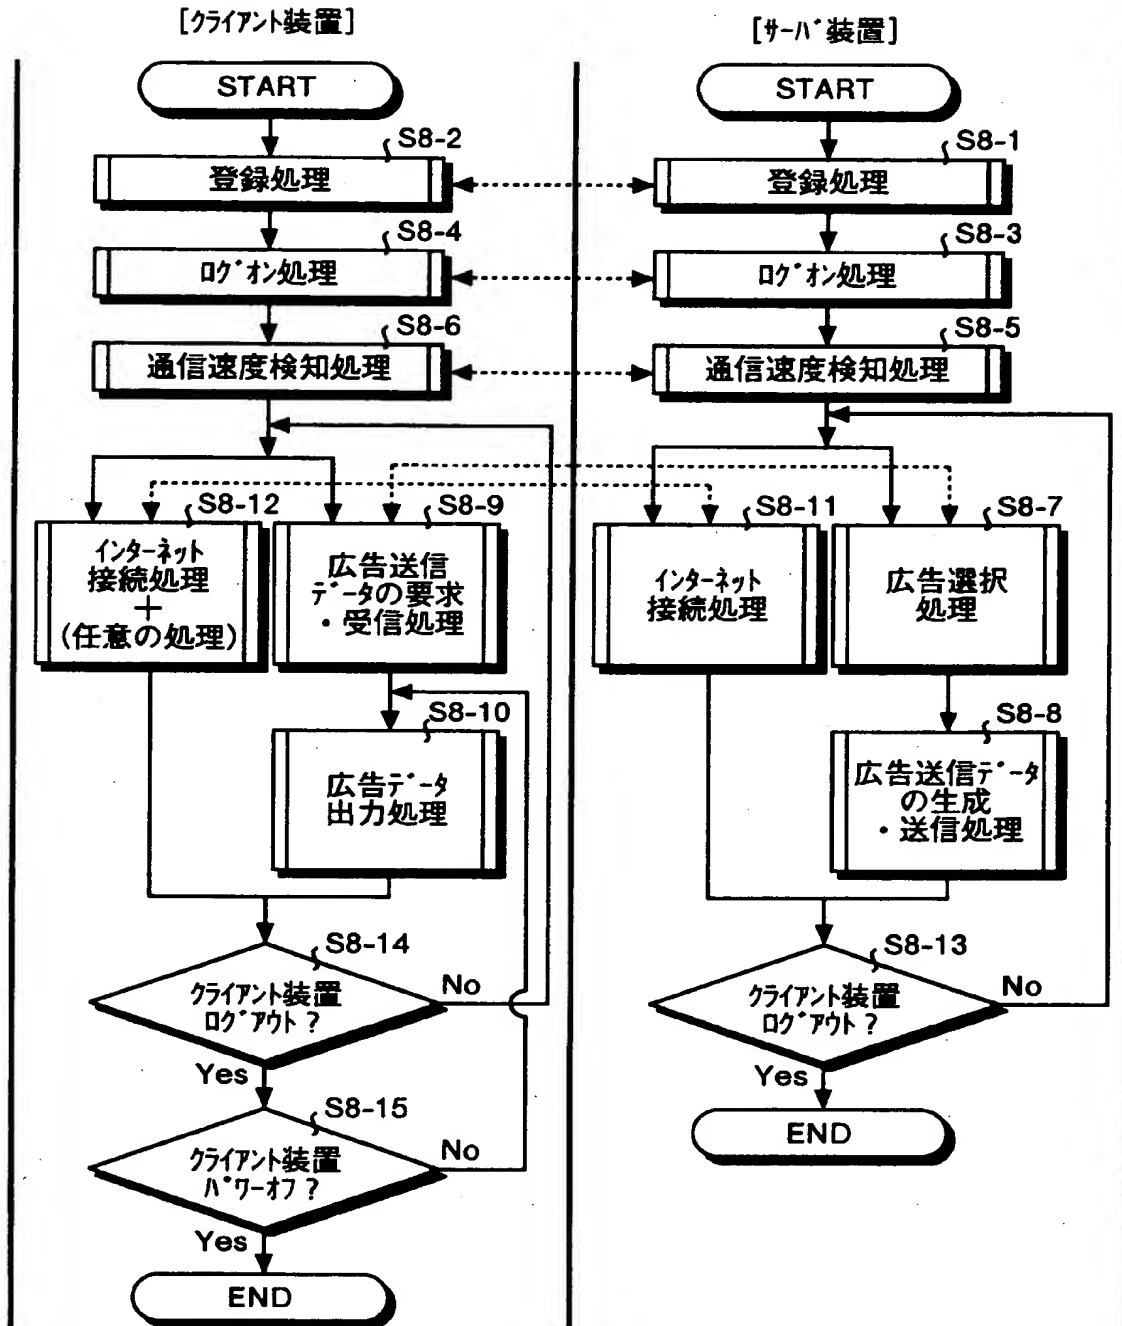 [クライアント装置]
START
S8-2
登録処理
S8-4
ログオン処理
S8-6
通信速度検知処理
S8-12
インターネット
接続処理
+
(任意の処理)
S8-9
広告送信
データの要求
・受信処理
S8-10
広告データ
出力処理
S8-14
クライアント装置
ログアウト?
No
Yes
S8-15
クライアント装置
パワーオフ?
No
Yes
END
[サーバ装置]
START
S8-1
登録処理
S8-3
ログオン処理
S8-5
通信速度検知処理
S8-11
インターネット
接続処理
S8-7
広告選択
処理
S8-8
広告送信データ
の生成
・送信処理
S8-13
クライアント装置
ログアウト?
No
Yes
END